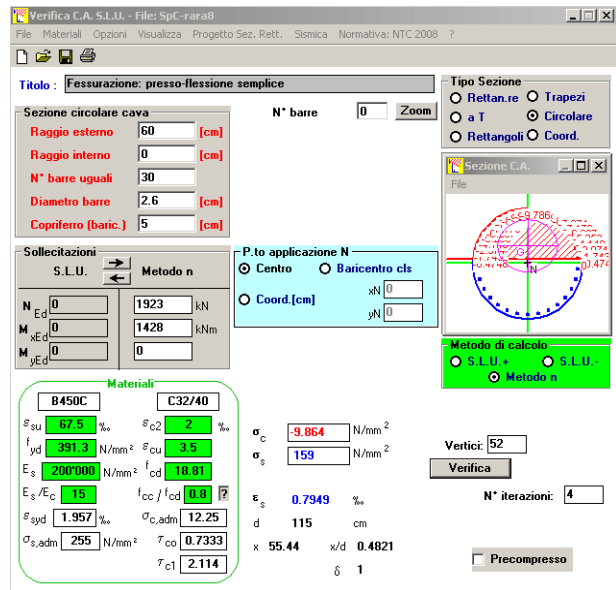 Verifica C.A. S.L.U. - File: SpC-rara8
File Materiali Opzioni Visualizza Progetto Sez. Rett. Sismica Normativa: NTC 2008 ?
Titolo : Fessurazione: presso-flessione semplice
Tipo Sezione
Rettan.re Trapezi
a T Circolare
Rettangoli Coord.
Sezione circolare cava
Raggio esterno 60 [cm]
Raggio interno 0 [cm]
N° barre uguali 30
Diametro barre 2.6 [cm]
Copriferro (baric.) 5 [cm]
N° barre 0 Zoom
Sezione C.A.
File
9.786
G
N
Sollecitazioni
S.L.U. Metodo n
N Ed 0 1923 kN
M xEd 0 1428 kNm
M yEd 0 0
P.to applicazione N
Centro Baricentro cls
Coord.[cm] xN 0
yN 0
Metodo di calcolo
S.L.U.+ S.L.U.-
Metodo n
Materiali
B450C C32/40
εsu 67.5 ‰ εc2 2 ‰
fyd 391.3 N/mm² εcu 3.5
Es 200'000 N/mm² fcd 18.81
Es/Ec 15 fcc / fcd 0.8 ?
εsyd 1.957 ‰ σc,adm 12.25
σs,adm 255 N/mm² τco 0.7333
τc1 2.114
σc -9.864 N/mm²
σs 159 N/mm²
εs 0.7949 ‰
d 115 cm
x 55.44 x/d 0.4821
δ 1
Vertici: 52
Verifica
N° iterazioni: 4
Precompresso